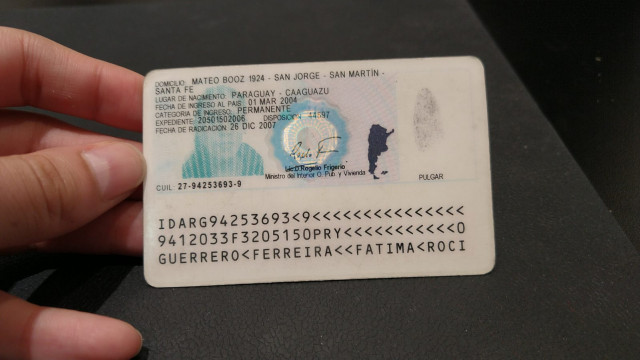 DOMICILIO: MATEO BOOZ 1924 - SAN JORGE - SAN MARTÍN -
SANTA FE
LUGAR DE NACIMIENTO: PARAGUAY - CAAGUAZU
FECHA DE INGRESO AL PAIS: 01 MAR 2004
CATEGORIA DE INGRESO: PERMANENTE
EXPEDIENTE: 20501502006 DISPOSICION:
FECHA DE RADICACION: 26 DIC 2007
Lic. D. Rogelio Frigerio
Ministro del Interior O. Pub. y Vivienda
PULGAR
CUIL 27-94253693-9
IDARG94253693<9<<<<<<<<<<<<<<<
9412033F3205150PRY<<<<<<<<<<<0
GUERRERO<FERREIRA<<FATIMA<ROCI